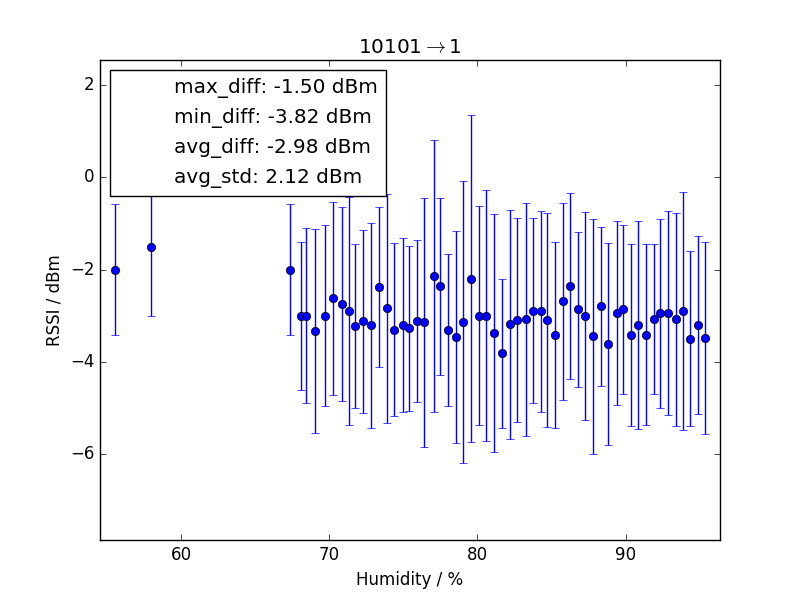 10101→1
max_diff: -1.50 dBm
min_diff: -3.82 dBm
avg_diff: -2.98 dBm
avg_std: 2.12 dBm
2
0
−2
−4
−6
RSSI / dBm
60 70 80 90
Humidity / %